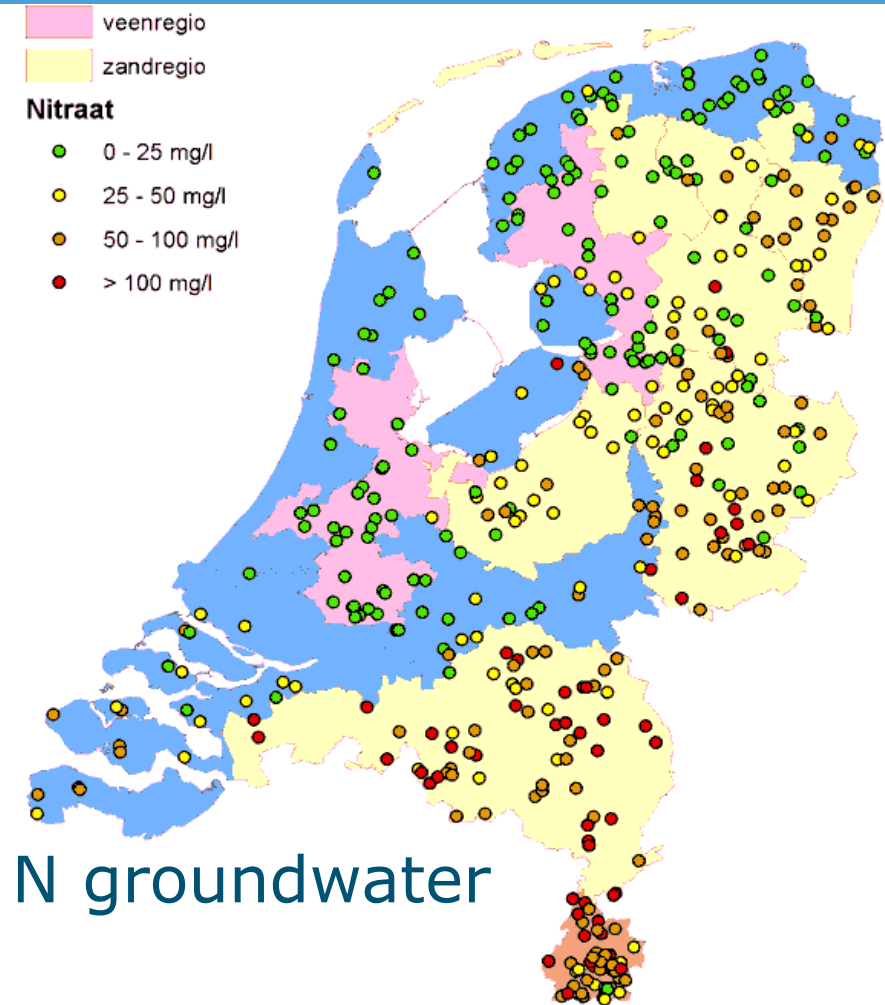 veenregio
zandregio
Nitraat
0 - 25 mg/l
25 - 50 mg/l
50 - 100 mg/l
> 100 mg/l
N groundwater